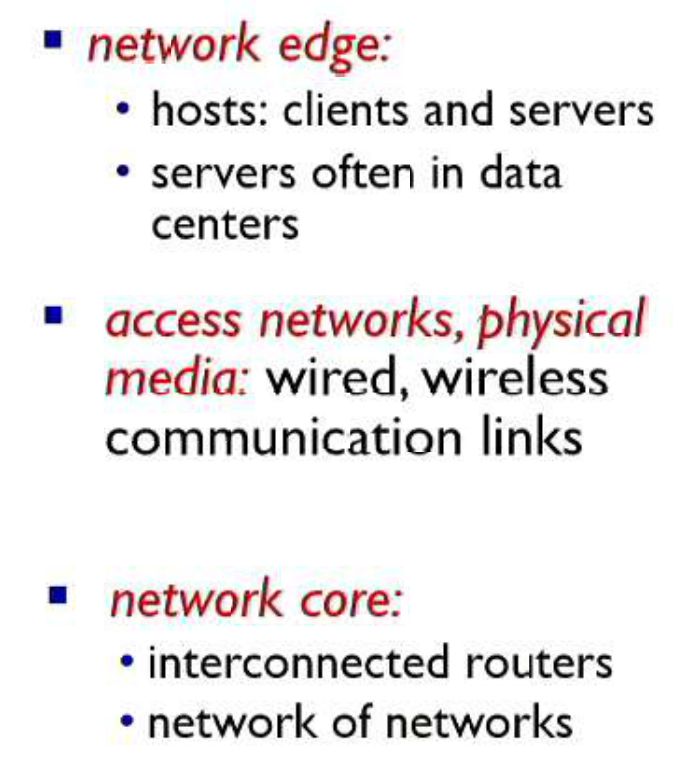 ▪ network edge:
• hosts: clients and servers
• servers often in data
centers
▪ access networks, physical
media: wired, wireless
communication links
▪ network core:
• interconnected routers
• network of networks